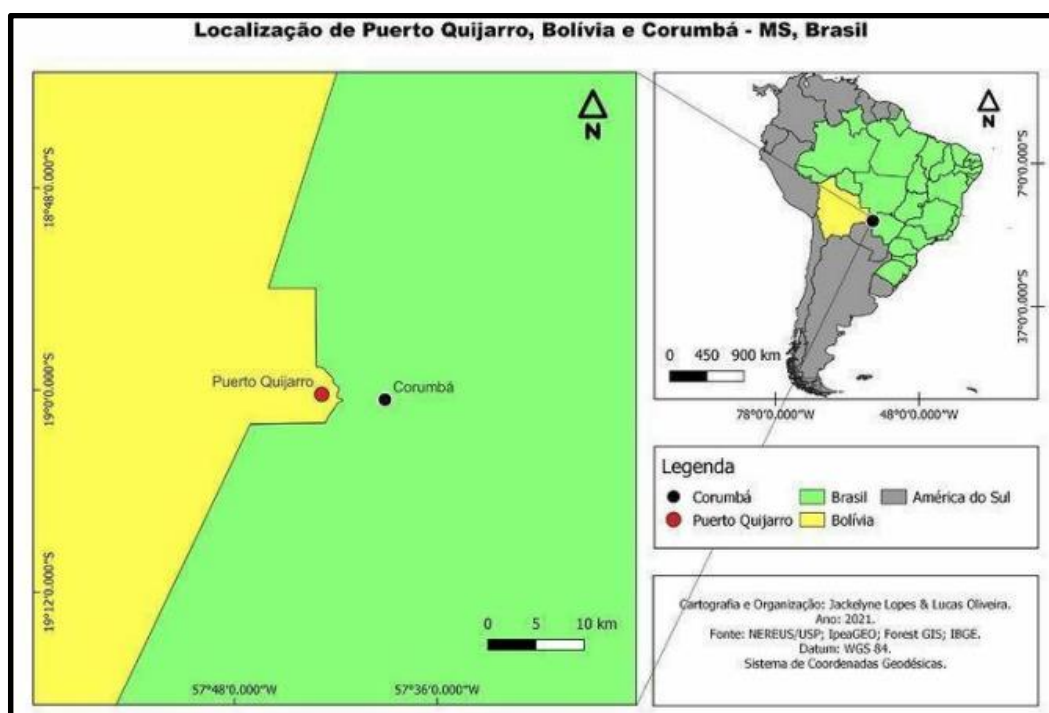 Localização de Puerto Quijarro, Bolívia e Corumbá - MS, Brasil
N
18°48'0.000"S
19°0'0.000"S
19°12'0.000"S
Puerto Quijarro
Corumbá
0 5 10 km
57°48'0.000"W
57°36'0.000"W
N
7°0'0.000"S
37°0'0.000"S
0 450 900 km
78°0'0.000"W
48°0'0.000"W
Legenda
Corumbá
Brasil
América do Sul
Puerto Quijarro
Bolívia
Cartografia e Organização: Jackelyne Lopes & Lucas Oliveira.
Ano: 2021.
Fonte: NEREUS/USP; IpeaGEO; Forest GIS; IBGE.
Datum: WGS 84.
Sistema de Coordenadas Geodésicas.